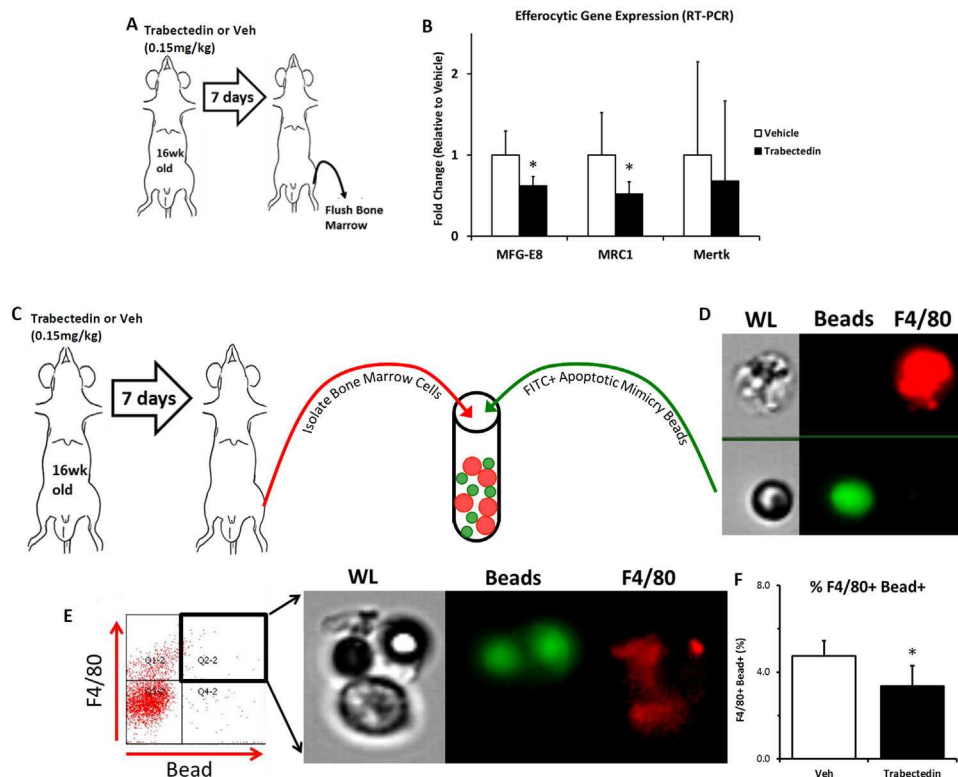 A
Trabectedin or Veh
(0.15mg/kg)
7 days
16wk
old
Flush Bone
Marrow
B
Efferocytic Gene Expression (RT-PCR)
Fold Change (Relative to Vehicle)
2
1
0
*
*
Vehicle
Trabectedin
MFG-E8
MRC1
Mertk
C
Trabectedin or Veh
(0.15mg/kg)
7 days
16wk
old
Isolate Bone Marrow Cells
FITC+ Apoptotic Mimicry Beads
D
WL
Beads
F4/80
E
F4/80
Q1-2
Q2-2
Q4-2
Bead
WL
Beads
F4/80
F
% F4/80+ Bead+
F4/80+ Bead+ (%)
8.0
4.0
0.0
*
Veh
Trabectedin